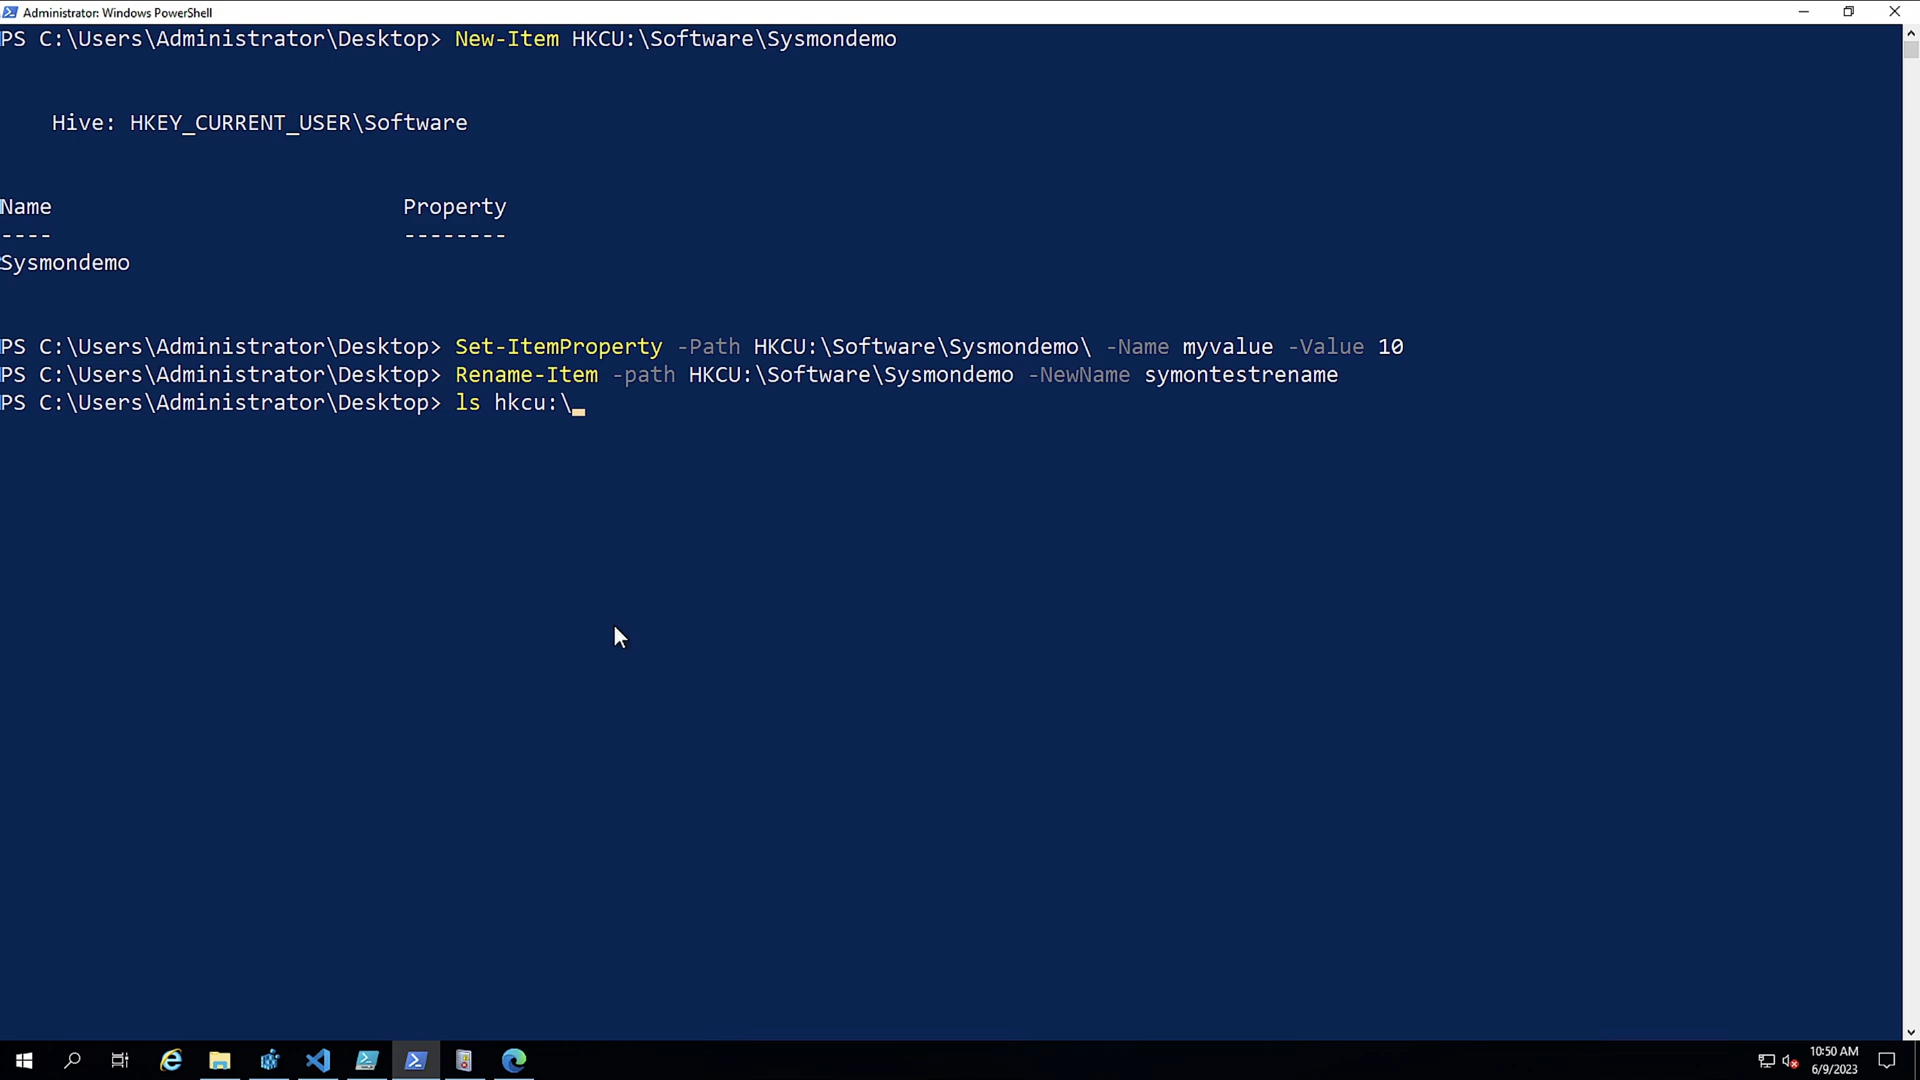 Administrator: Windows PowerShell
PS C:\Users\Administrator\Desktop> New-Item HKCU:\Software\Sysmondemo
Hive: HKEY_CURRENT_USER\Software
Name Property
---- --------
Sysmondemo
PS C:\Users\Administrator\Desktop> Set-ItemProperty -Path HKCU:\Software\Sysmondemo\ -Name myvalue -Value 10
PS C:\Users\Administrator\Desktop> Rename-Item -path HKCU:\Software\Sysmondemo -NewName symontestrename
PS C:\Users\Administrator\Desktop> ls hkcu:\
10:50 AM
6/9/2023